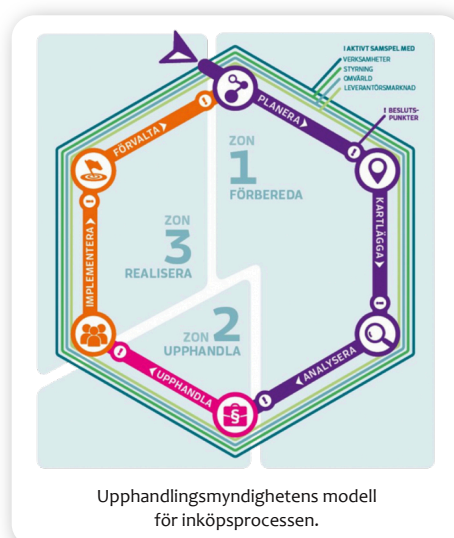 I AKTIVT SAMSPEL MED
VERKSAMHETER
STYRNING
OMVÄRLD
LEVERANTÖRSMARKNAD
! BESLUTS-
PUNKTER
PLANERA
KARTLÄGGA
ANALYSERA
UPPHANDLA
IMPLEMENTERA
FÖRVALTA
ZON
1
FÖRBEREDA
ZON
3
REALISERA
ZON 2
UPPHANDLA
§
Upphandlingsmyndighetens modell
för inköpsprocessen.